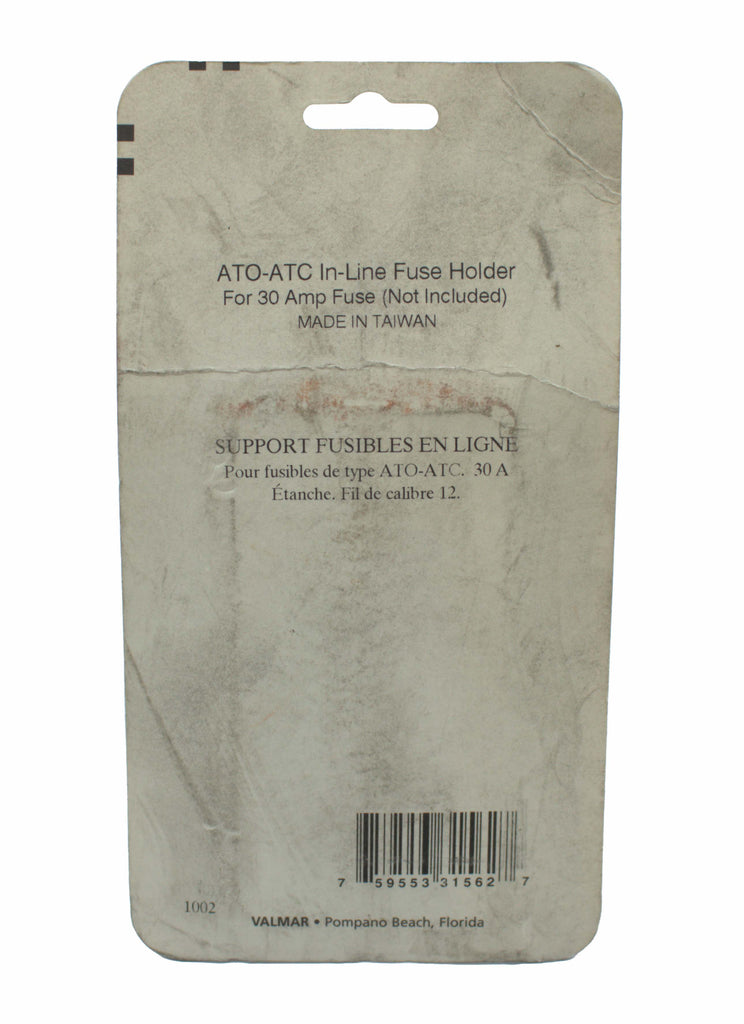 ATO-ATC In-Line Fuse Holder
For 30 Amp Fuse (Not Included)
MADE IN TAIWAN
SUPPORT FUSIBLES EN LIGNE
Pour fusibles de type ATO-ATC. 30 A
Étanche. Fil de calibre 12.
7 59553 31562 7
1002
VALMAR • Pompano Beach, Florida